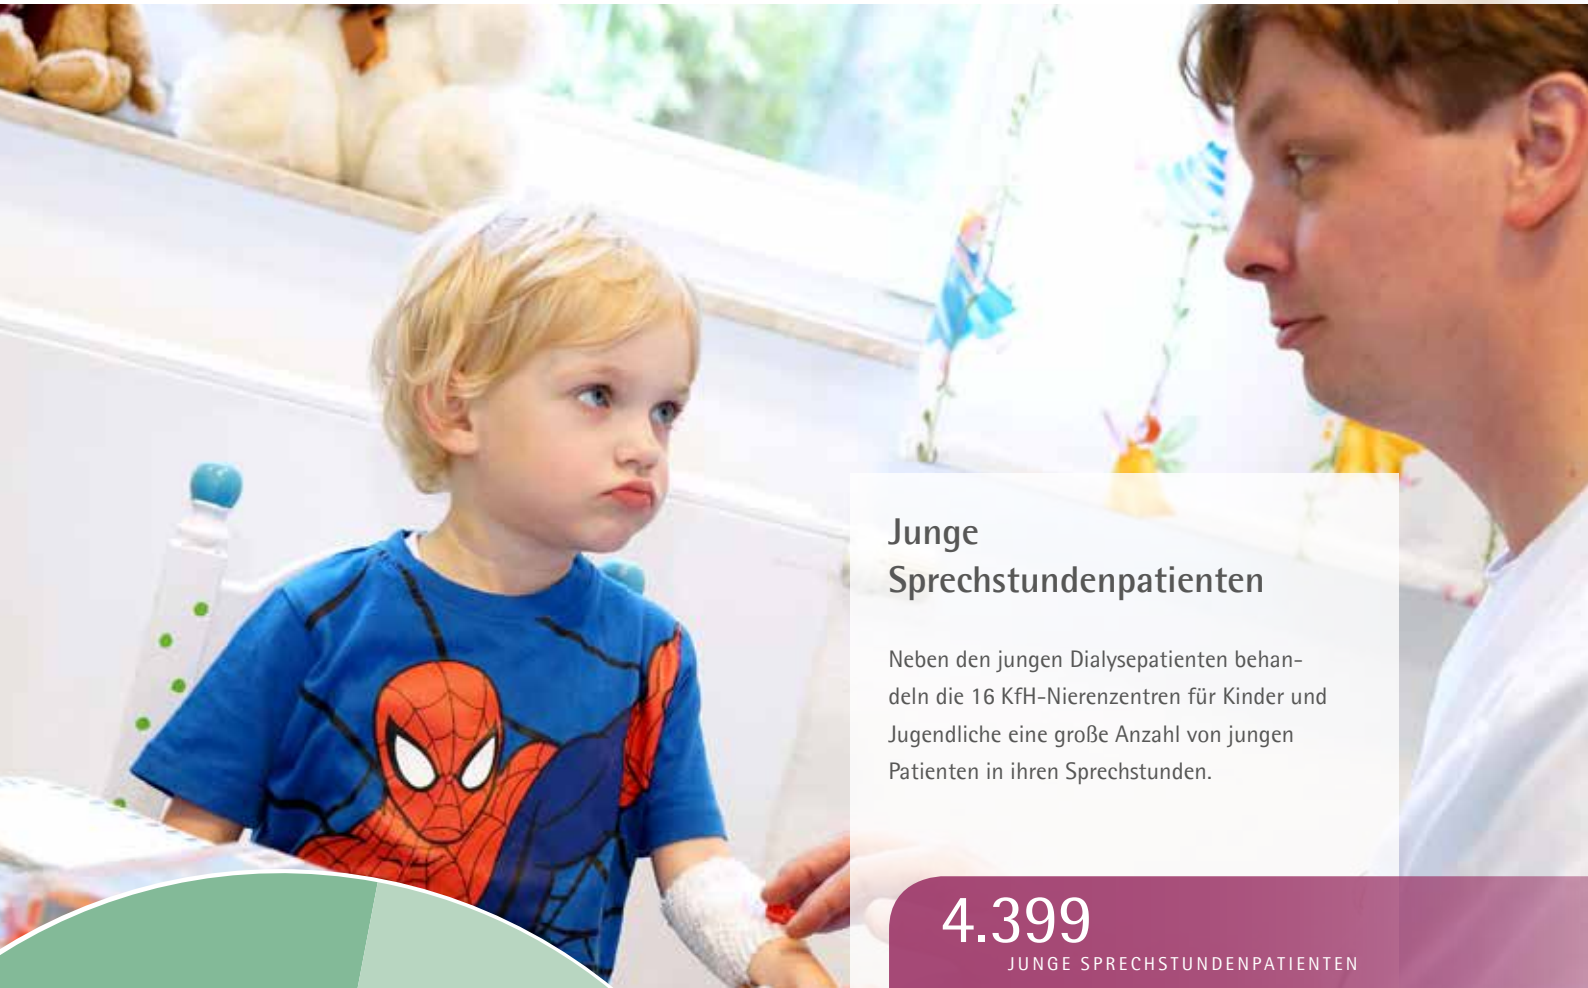 Junge
Sprechstundenpatienten
Neben den jungen Dialysepatienten behan-
deln die 16 KfH-Nierenzentren für Kinder und
Jugendliche eine große Anzahl von jungen
Patienten in ihren Sprechstunden.
4.399
JUNGE SPRECHSTUNDENPATIENTEN